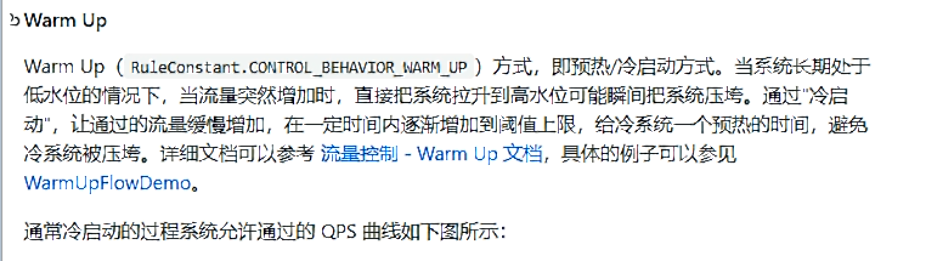 Warm Up
Warm Up（RuleConstant.CONTROL_BEHAVIOR_WARM_UP）方式，即预热/冷启动方式。当系统长期处于
低水位的情况下，当流量突然增加时，直接把系统拉升到高水位可能瞬间把系统压垮。通过"冷启
动"，让通过的流量缓慢增加，在一定时间内逐渐增加到阈值上限，给冷系统一个预热的时间，避免
冷系统被压垮。详细文档可以参考 流量控制 - Warm Up 文档，具体的例子可以参见
WarmUpFlowDemo。
通常冷启动的过程系统允许通过的 QPS 曲线如下图所示：